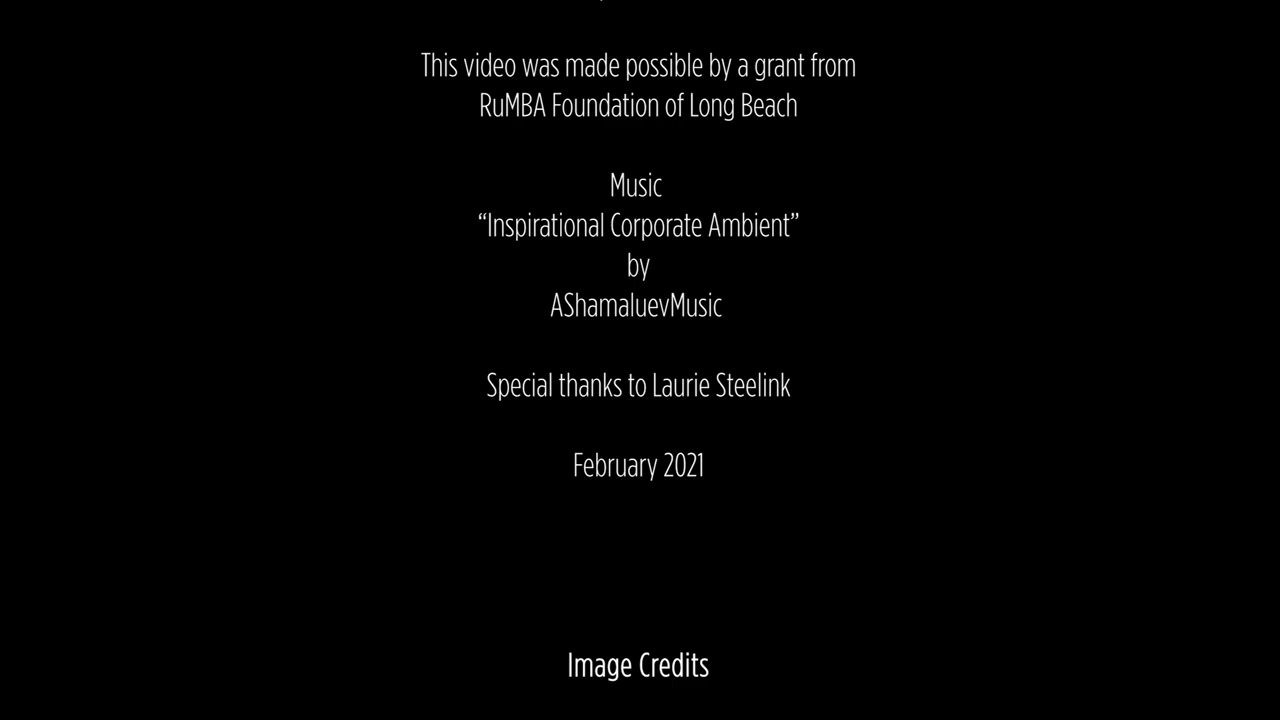 This video was made possible by a grant from
RuMBA Foundation of Long Beach
Music
“Inspirational Corporate Ambient”
by
AShamaluevMusic
Special thanks to Laurie Steelink
February 2021
Image Credits